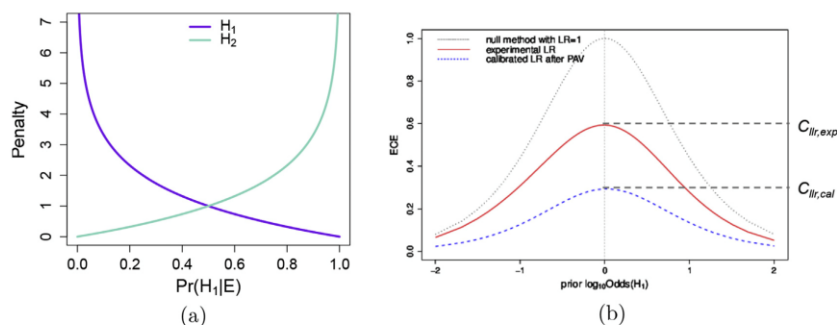 H₁
H₂
Penalty
7
6
5
4
3
2
1
0
0.0 0.2 0.4 0.6 0.8 1.0
Pr(H₁|E)
(a)
null method with LR=1
experimental LR
calibrated LR after PAV
ECE
1.0
0.8
0.6
0.4
0.2
0.0
−2 −1 0 1 2
prior log₁₀Odds(H₁)
C_llr,exp
C_llr,cal
(b)